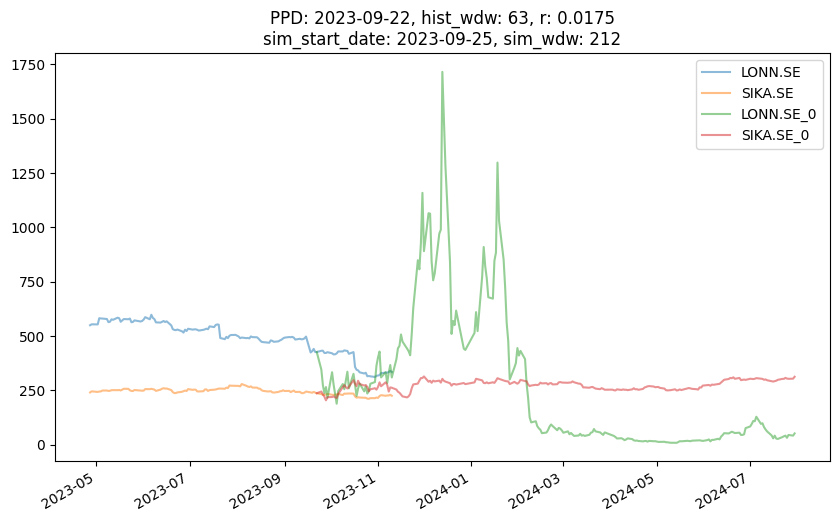 PPD: 2023-09-22, hist_wdw: 63, r: 0.0175
sim_start_date: 2023-09-25, sim_wdw: 212
LONN.SE
SIKA.SE
LONN.SE_0
SIKA.SE_0
1750
1500
1250
1000
750
500
250
0
2023-05
2023-07
2023-09
2023-11
2024-01
2024-03
2024-05
2024-07